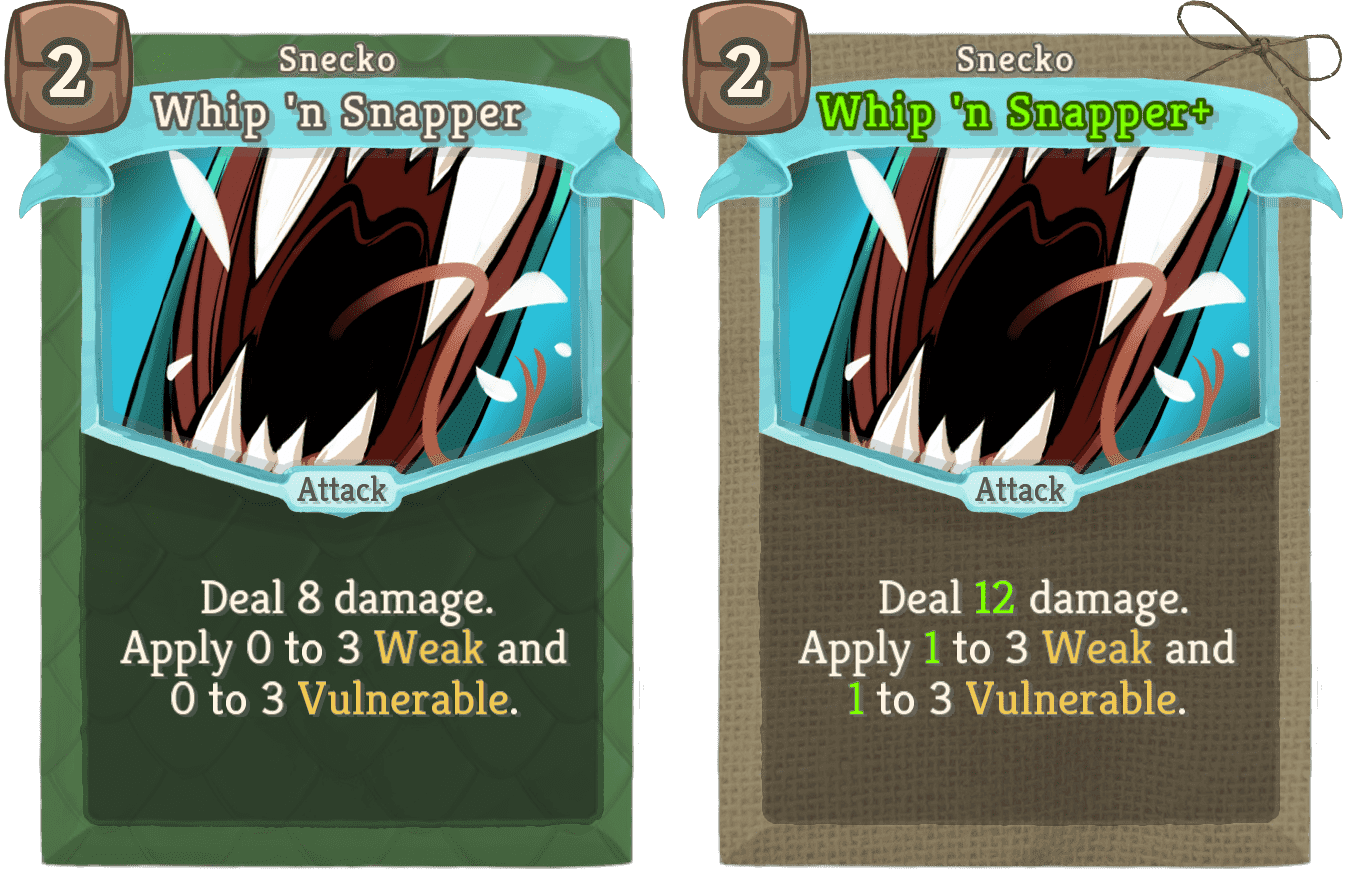 2
Snecko
Whip 'n Snapper
Attack
Deal 8 damage.
Apply 0 to 3 Weak and
0 to 3 Vulnerable.
2
Snecko
Whip 'n Snapper+
Attack
Deal 12 damage.
Apply 1 to 3 Weak and
1 to 3 Vulnerable.